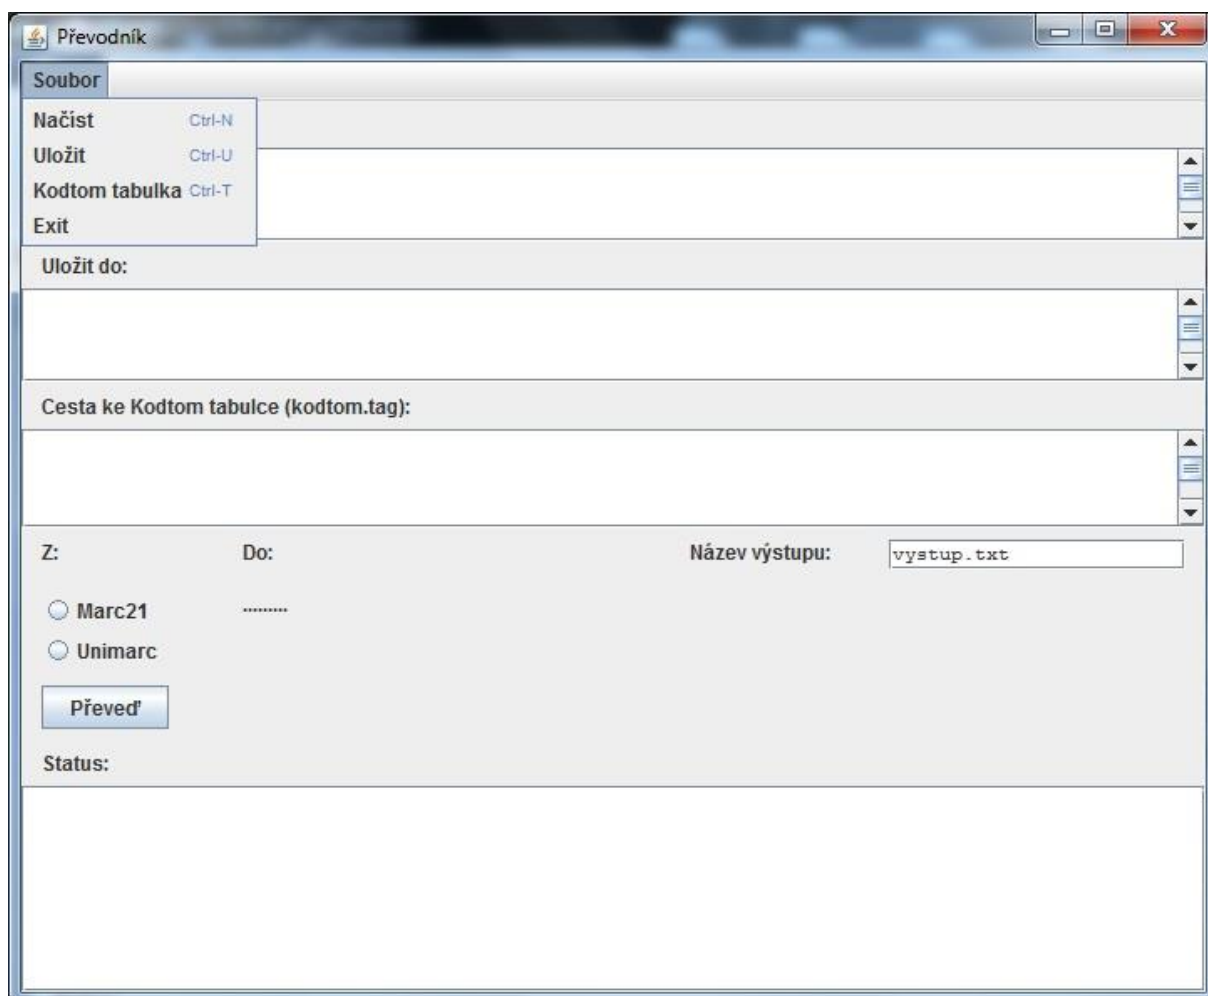 Převodník
Soubor
Načíst Ctrl-N
Uložit Ctrl-U
Kodtom tabulka Ctrl-T
Exit
Uložit do:
Cesta ke Kodtom tabulce (kodtom.tag):
Z: Do: Název výstupu: vystup.txt
Marc21 .........
Unimarc
Převeď
Status: